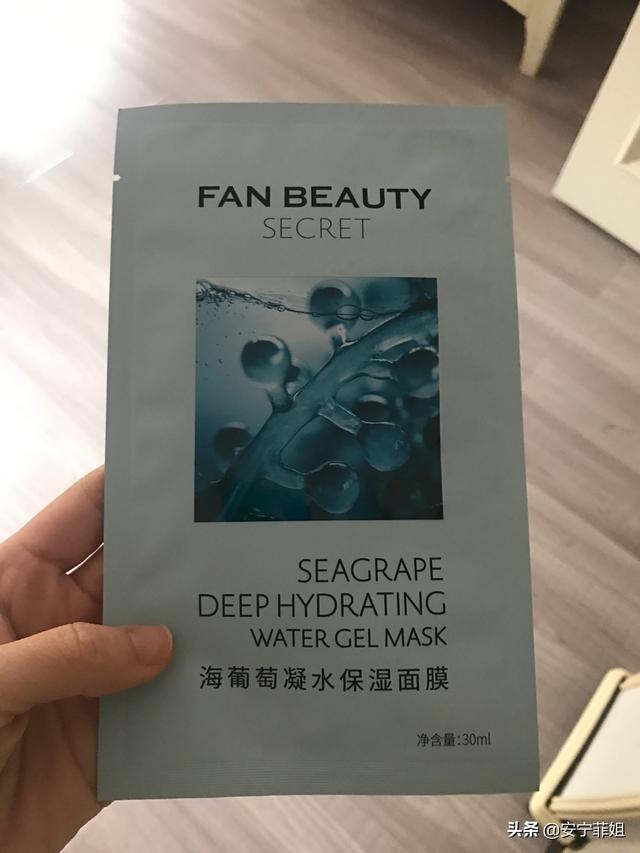 FAN BEAUTY
SECRET
SEAGRAPE
DEEP HYDRATING
WATER GEL MASK
海葡萄凝水保湿面膜
净含量:30ml
头条 @安宁菲姐